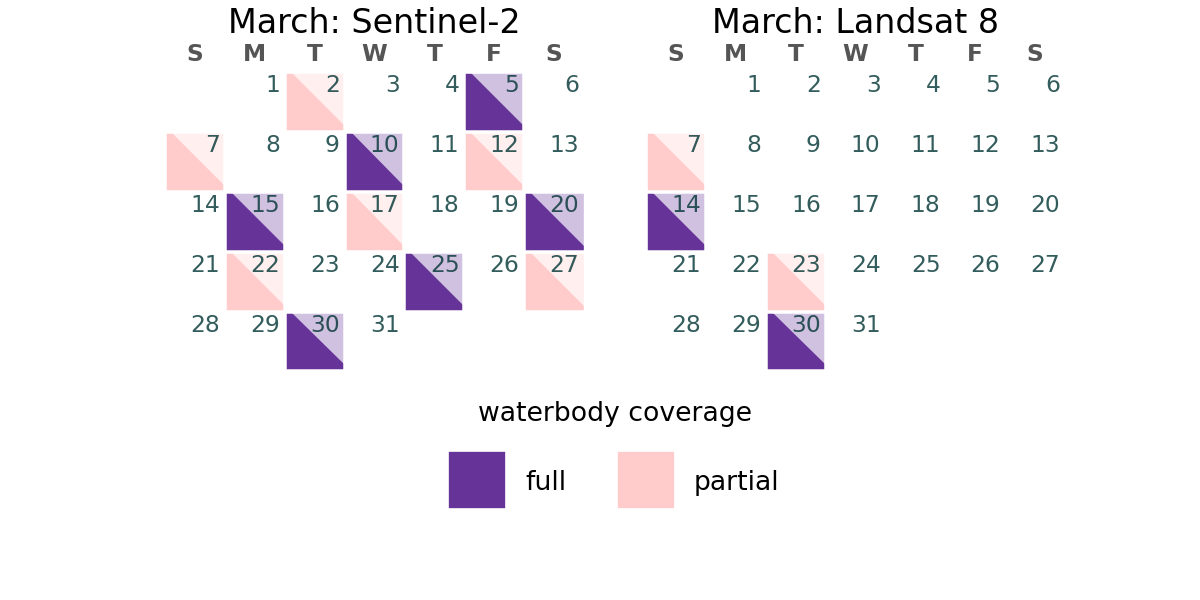 March: Sentinel-2
S M T W T F S
1 2 3 4 5 6
7 8 9 10 11 12 13
14 15 16 17 18 19 20
21 22 23 24 25 26 27
28 29 30 31
March: Landsat 8
S M T W T F S
1 2 3 4 5 6
7 8 9 10 11 12 13
14 15 16 17 18 19 20
21 22 23 24 25 26 27
28 29 30 31
waterbody coverage
full
partial